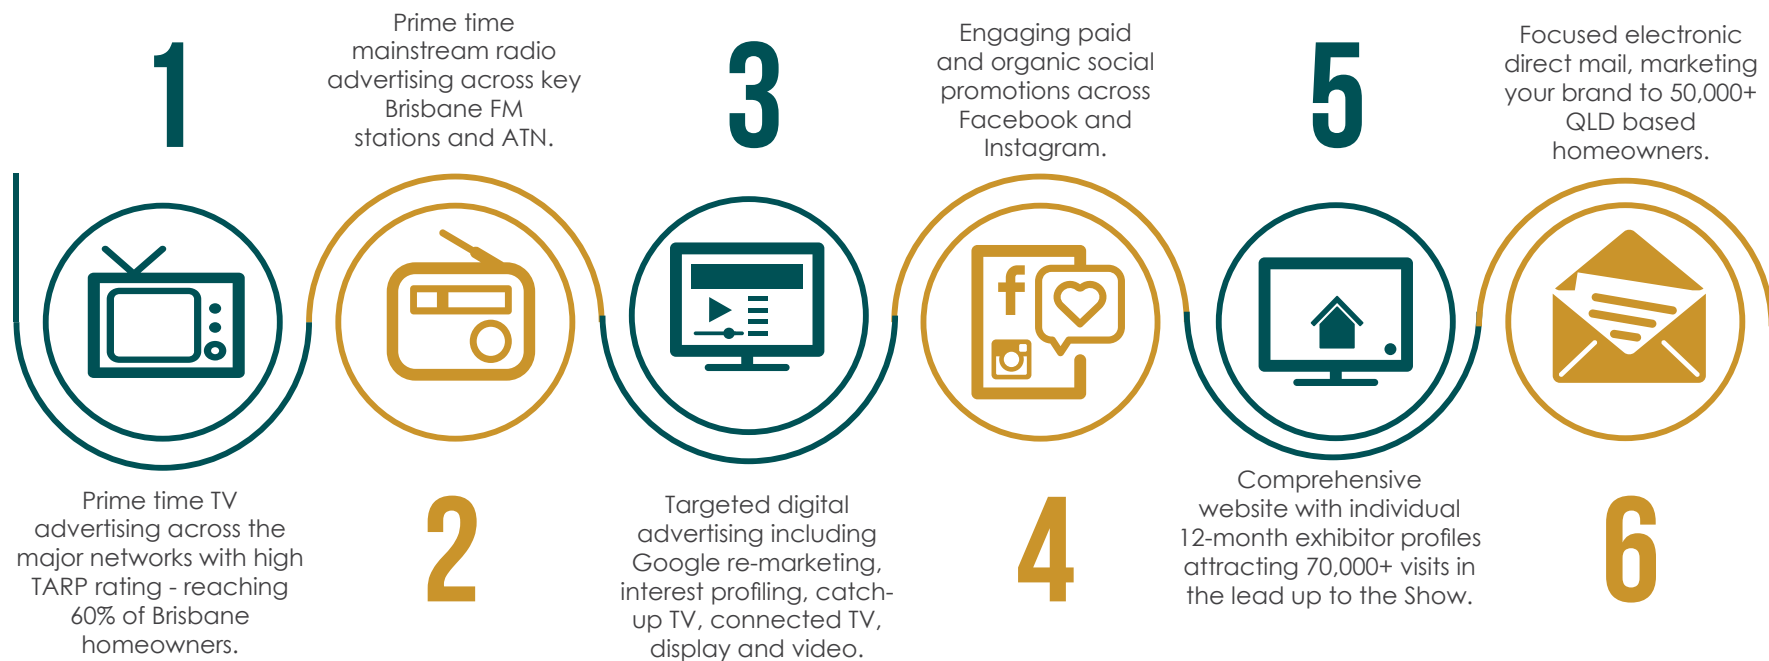 1
Prime time TV
advertising across the
major networks with high
TARP rating - reaching
60% of Brisbane
homeowners.
Prime time
mainstream radio
advertising across key
Brisbane FM
stations and ATN.
2
3
Targeted digital
advertising including
Google re-marketing,
interest profiling, catch-
up TV, connected TV,
display and video.
Engaging paid
and organic social
promotions across
Facebook and
Instagram.
f
4
5
Comprehensive
website with individual
12-month exhibitor profiles
attracting 70,000+ visits in
the lead up to the Show.
Focused electronic
direct mail, marketing
your brand to 50,000+
QLD based
homeowners.
6